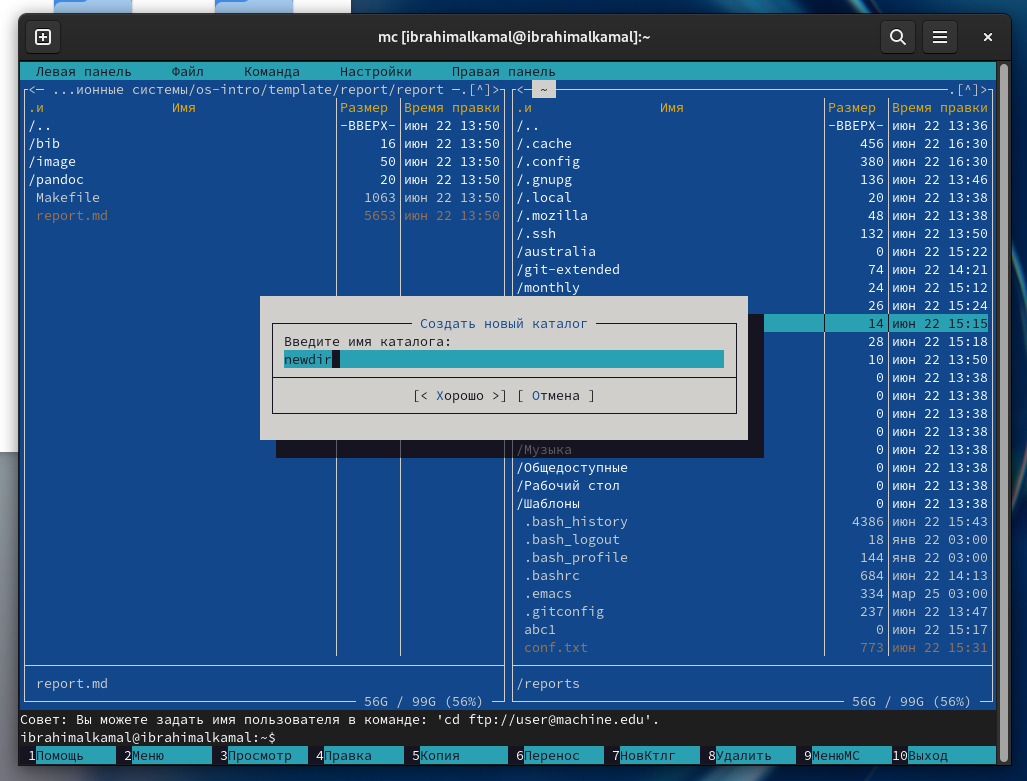 mc [ibrahimalkamal@ibrahimalkamal]:~
Левая панель Файл Команда Настройки Правая панель
<— ...ионные системы/os-intro/template/report/report —.[^]> <— ~ —.[^]>
.и Имя Размер Время правки .и Имя Размер Время правки
/.. -ВВЕРХ- июн 22 13:50 /.. -ВВЕРХ- июн 22 13:36
/bib 16 июн 22 13:50 /.cache 456 июн 22 16:30
/image 50 июн 22 13:50 /.config 380 июн 22 16:30
/pandoc 20 июн 22 13:50 /.gnupg 136 июн 22 13:46
Makefile 1063 июн 22 13:50 /.local 20 июн 22 13:38
report.md 5653 июн 22 13:50 /.mozilla 48 июн 22 13:38
/.ssh 132 июн 22 13:50
/australia 0 июн 22 15:22
/git-extended 74 июн 22 14:21
/monthly 24 июн 22 15:12
26 июн 22 15:24
Создать новый каталог 14 июн 22 15:15
Введите имя каталога: 28 июн 22 15:18
newdir 10 июн 22 13:50
0 июн 22 13:38
[< Хорошо >] [ Отмена ] 0 июн 22 13:38
0 июн 22 13:38
0 июн 22 13:38
/Музыка 0 июн 22 13:38
/Общедоступные 0 июн 22 13:38
/Рабочий стол 0 июн 22 13:38
/Шаблоны 0 июн 22 13:38
.bash_history 4386 июн 22 15:43
.bash_logout 18 янв 22 03:00
.bash_profile 144 янв 22 03:00
.bashrc 684 июн 22 14:13
.emacs 334 мар 25 03:00
.gitconfig 237 июн 22 13:47
abc1 0 июн 22 15:17
conf.txt 773 июн 22 15:31
report.md /reports
56G / 99G (56%) 56G / 99G (56%)
Совет: Вы можете задать имя пользователя в команде: 'cd ftp://user@machine.edu'.
ibrahimalkamal@ibrahimalkamal:~$
1Помощь 2Меню 3Просмотр 4Правка 5Копия 6Перенос 7НовКтлг 8Удалить 9МенюМС 10Выход